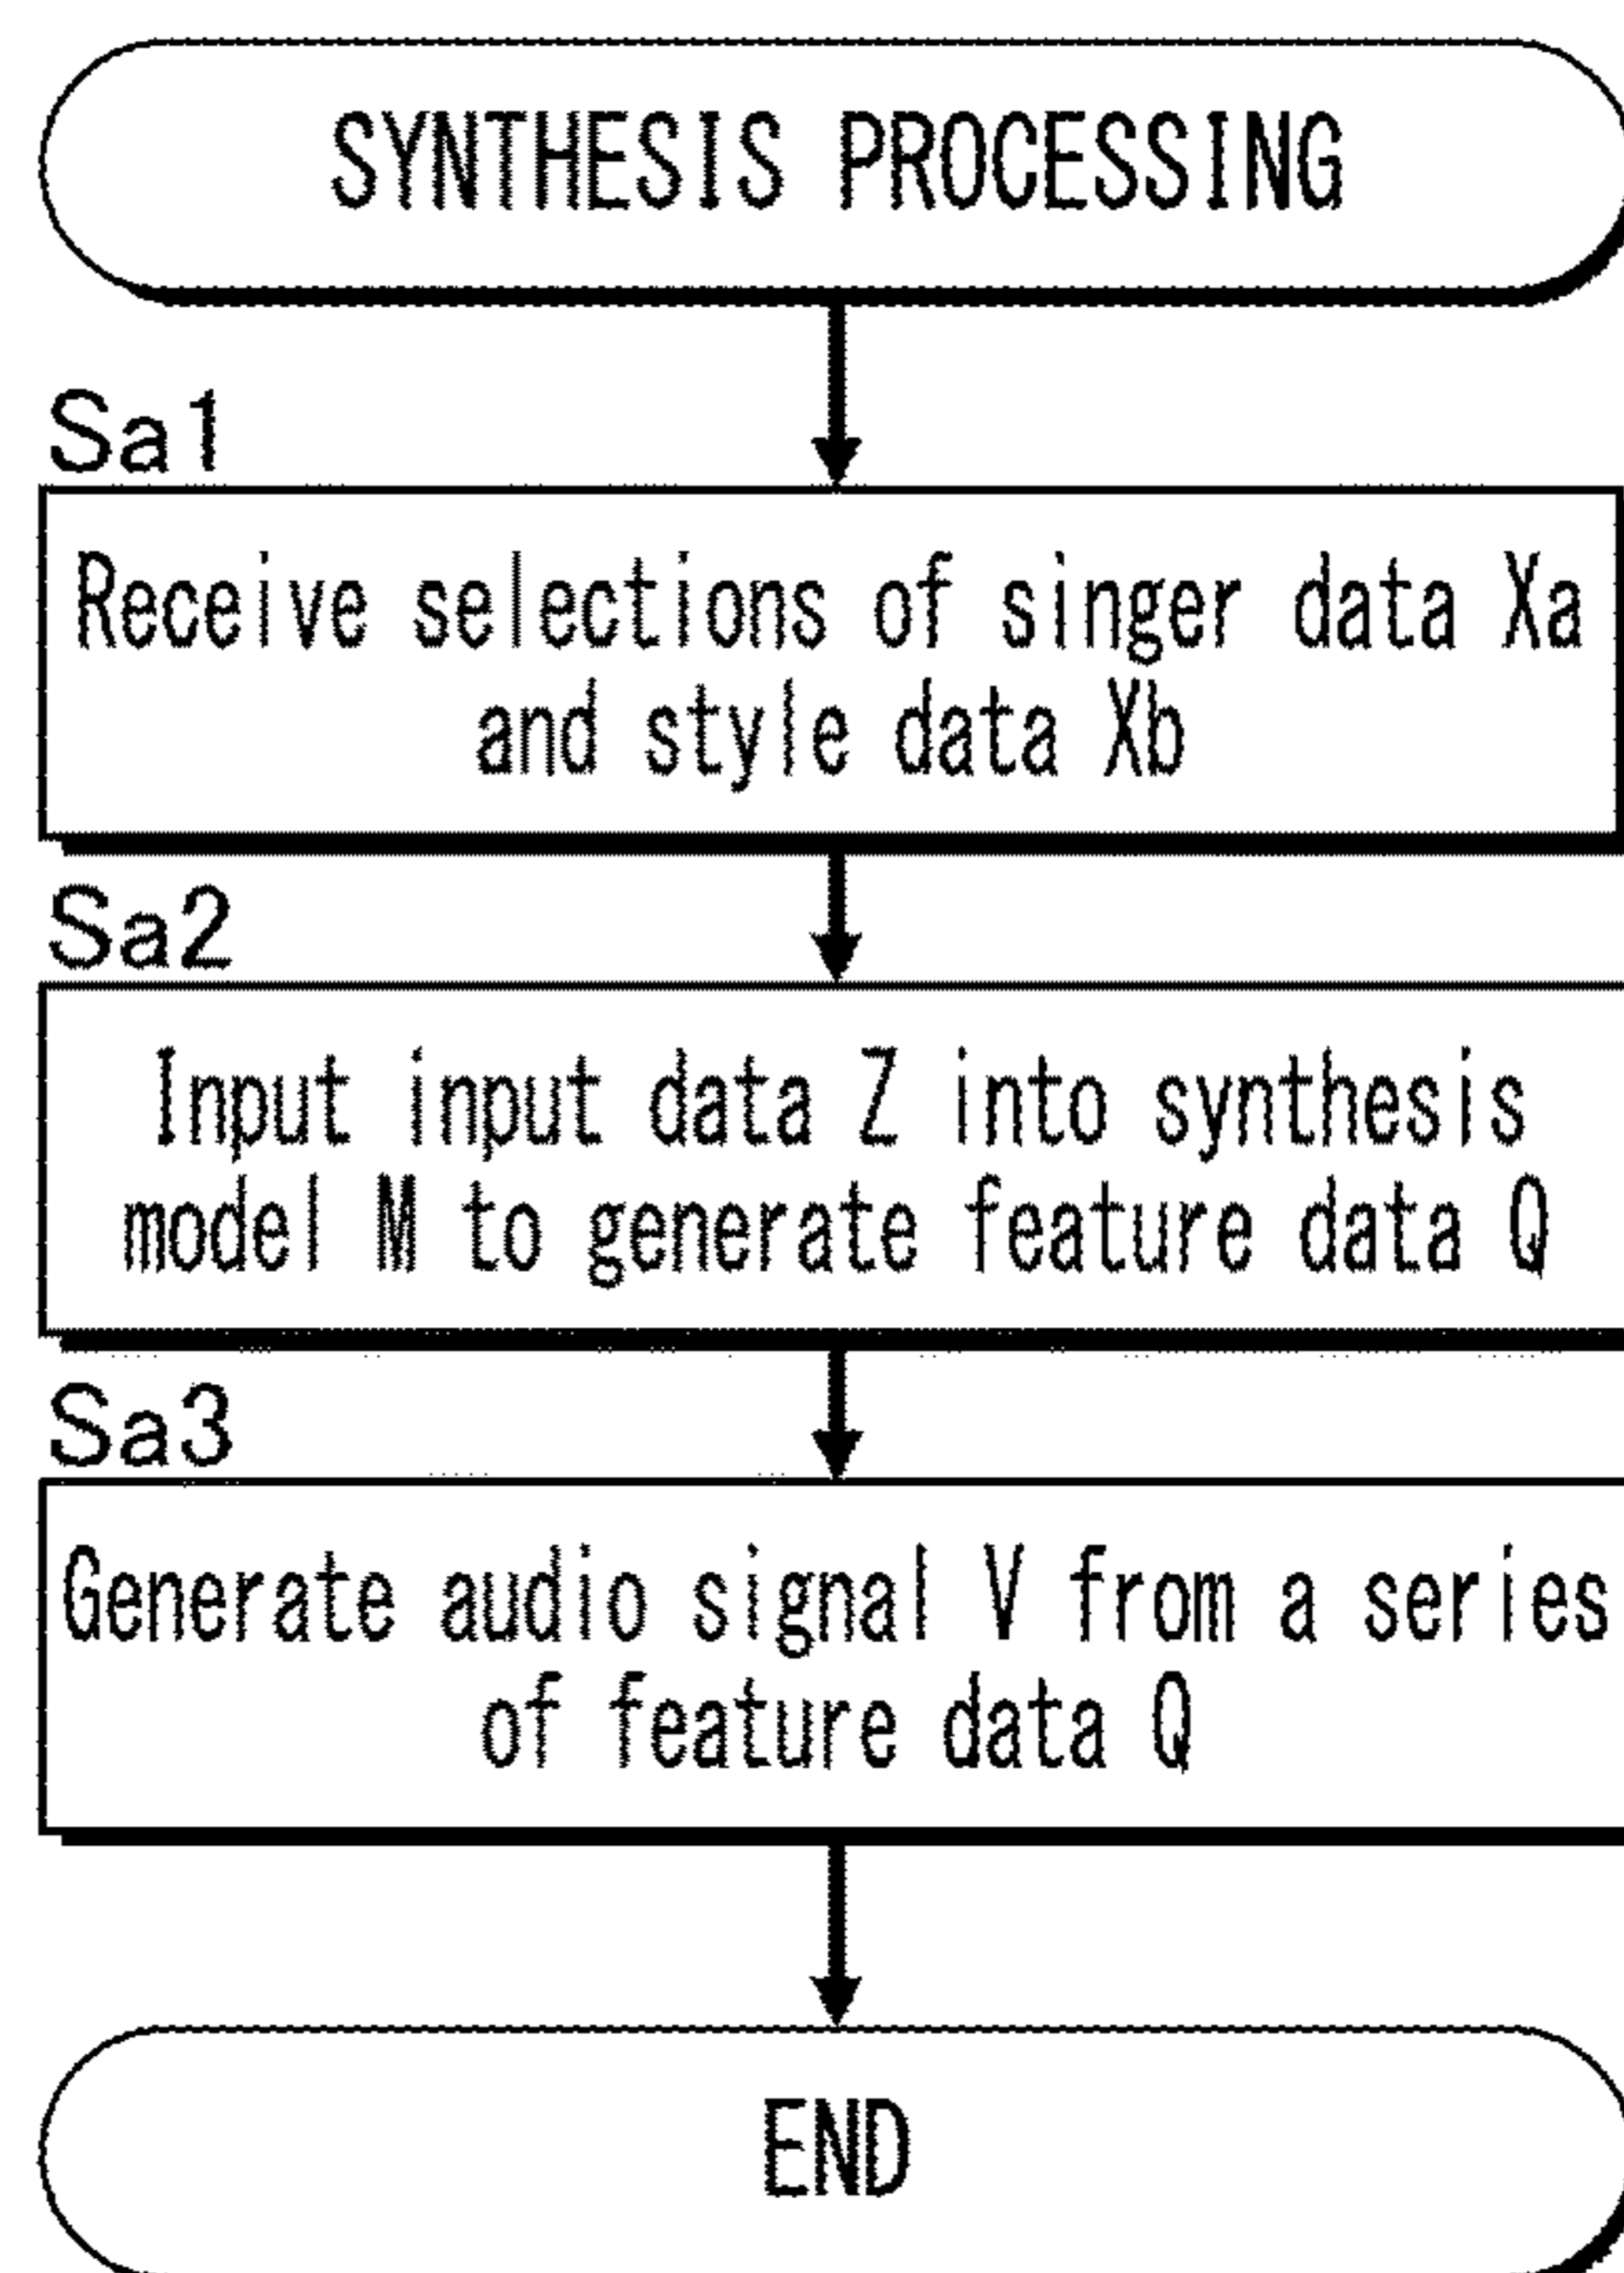 SYNTHESIS PROCESSING
Sa1
Receive selections of singer data Xa
and style data Xb
Sa2
Input input data Z into synthesis
model M to generate feature data Q
Sa3
Generate audio signal V from a series
of feature data Q
END